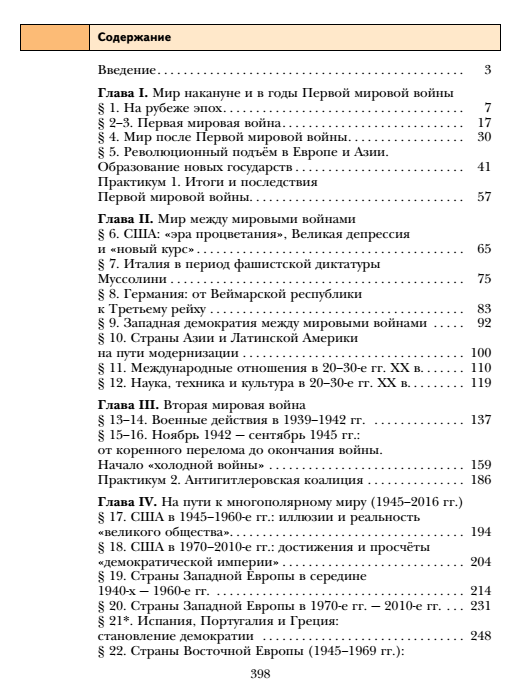 Содержание
Введение . . . . . . . . . . . . . . . . . . . . . . . . . . . . . . . . . . . . . . . . . . . 3
Глава I. Мир накануне и в годы Первой мировой войны
§ 1. На рубеже эпох . . . . . . . . . . . . . . . . . . . . . . . . . . . . . . . . . . 7
§ 2–3. Первая мировая война . . . . . . . . . . . . . . . . . . . . . . . . . . 17
§ 4. Мир после Первой мировой войны. . . . . . . . . . . . . . . . . 30
§ 5. Революционный подъём в Европе и Азии.
Образование новых государств . . . . . . . . . . . . . . . . . . . . . . . . 41
Практикум 1. Итоги и последствия
Первой мировой войны. . . . . . . . . . . . . . . . . . . . . . . . . . . . . . 57
Глава II. Мир между мировыми войнами
§ 6. США: «эра процветания», Великая депрессия
и «новый курс» . . . . . . . . . . . . . . . . . . . . . . . . . . . . . . . . . . . . . 65
§ 7. Италия в период фашистской диктатуры
Муссолини . . . . . . . . . . . . . . . . . . . . . . . . . . . . . . . . . . . . . . . . . 75
§ 8. Германия: от Веймарской республики
к Третьему рейху . . . . . . . . . . . . . . . . . . . . . . . . . . . . . . . . . . . 83
§ 9. Западная демократия между мировыми войнами . . . . . 92
§ 10. Страны Азии и Латинской Америки
на пути модернизации . . . . . . . . . . . . . . . . . . . . . . . . . . . . . . 100
§ 11. Международные отношения в 20–30-е гг. XX в. . . . . . . 110
§ 12. Наука, техника и культура в 20–30-е гг. XX в. . . . . . . . . 119
Глава III. Вторая мировая война
§ 13–14. Военные действия в 1939–1942 гг. . . . . . . . . . . . . . . 137
§ 15–16. Ноябрь 1942 — сентябрь 1945 гг.:
от коренного перелома до окончания войны.
Начало «холодной войны» . . . . . . . . . . . . . . . . . . . . . . . . . . . 159
Практикум 2. Антигитлеровская коалиция . . . . . . . . . . . . . . 186
Глава IV. На пути к многополярному миру (1945–2016 гг.)
§ 17. США в 1945–1960-е гг.: иллюзии и реальность
«великого общества». . . . . . . . . . . . . . . . . . . . . . . . . . . . . . . . . 194
§ 18. США в 1970–2010-е гг.: достижения и просчёты
«демократической империи» . . . . . . . . . . . . . . . . . . . . . . . . . 204
§ 19. Страны Западной Европы в середине
1940-х — 1960-е гг. . . . . . . . . . . . . . . . . . . . . . . . . . . . . . . . . . . 214
§ 20. Страны Западной Европы в 1970-е гг. — 2010-е гг. . . . 231
§ 21*. Испания, Португалия и Греция:
становление демократии . . . . . . . . . . . . . . . . . . . . . . . . . . . . 248
§ 22. Страны Восточной Европы (1945–1969 гг.):
398